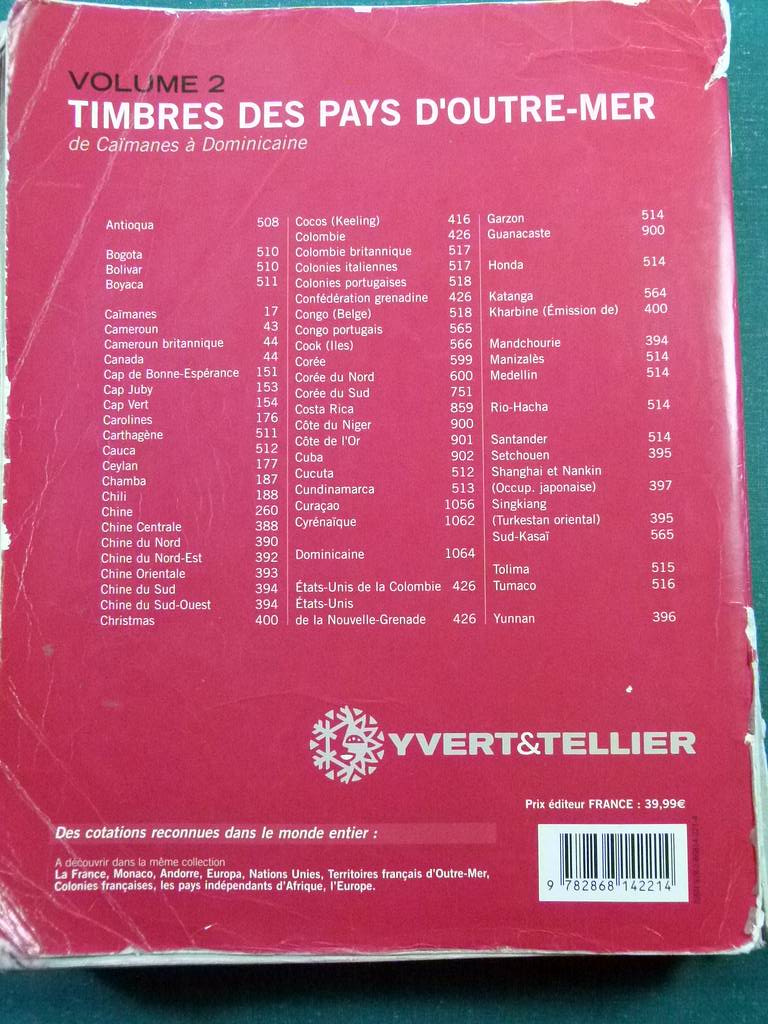 VOLUME 2
TIMBRES DES PAYS D'OUTRE-MER
de Caïmanes à Dominicaine
Antioqua 508
Bogota 510
Bolivar 510
Boyaca 511
Caïmanes 17
Cameroun 43
Cameroun britannique 44
Canada 44
Cap de Bonne-Espérance 151
Cap Juby 153
Cap Vert 154
Carolines 176
Carthagène 511
Cauca 512
Ceylan 177
Chamba 187
Chili 188
Chine 260
Chine Centrale 388
Chine du Nord 390
Chine du Nord-Est 392
Chine Orientale 393
Chine du Sud 394
Chine du Sud-Ouest 394
Christmas 400
Cocos (Keeling) 416
Colombie 426
Colombie britannique 517
Colonies italiennes 517
Colonies portugaises 518
Confédération grenadine 426
Congo (Belge) 518
Congo portugais 565
Cook (Iles) 566
Corée 599
Corée du Nord 600
Corée du Sud 751
Costa Rica 859
Côte du Niger 900
Côte de l'Or 901
Cuba 902
Cucuta 512
Cundinamarca 513
Curaçao 1056
Cyrénaïque 1062
Dominicaine 1064
États-Unis de la Colombie 426
États-Unis
de la Nouvelle-Grenade 426
Garzon 514
Guanacaste 900
Honda 514
Katanga 564
Kharbine (Émission de) 400
Mandchourie 394
Manizalès 514
Medellin 514
Rio-Hacha 514
Santander 514
Setchouen 395
Shanghai et Nankin
(Occup. japonaise) 397
Singkiang
(Turkestan oriental) 395
Sud-Kasaï 565
Tolima 515
Tumaco 516
Yunnan 396
YVERT&TELLIER
Prix éditeur FRANCE : 39,99€
Des cotations reconnues dans le monde entier :
A découvrir dans la même collection
La France, Monaco, Andorre, Europa, Nations Unies, Territoires français d'Outre-Mer,
Colonies françaises, les pays indépendants d'Afrique, l'Europe.
9 782868 142214